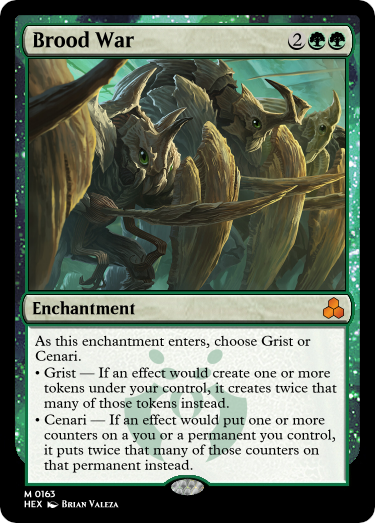 Brood War 2
Enchantment
As this enchantment enters, choose Grist or
Cenari.
• Grist — If an effect would create one or more
tokens under your control, it creates twice that
many of those tokens instead.
• Cenari — If an effect would put one or more
counters on a you or a permanent you control,
it puts twice that many of those counters on
that permanent instead.
M 0163
HEX Brian Valeza